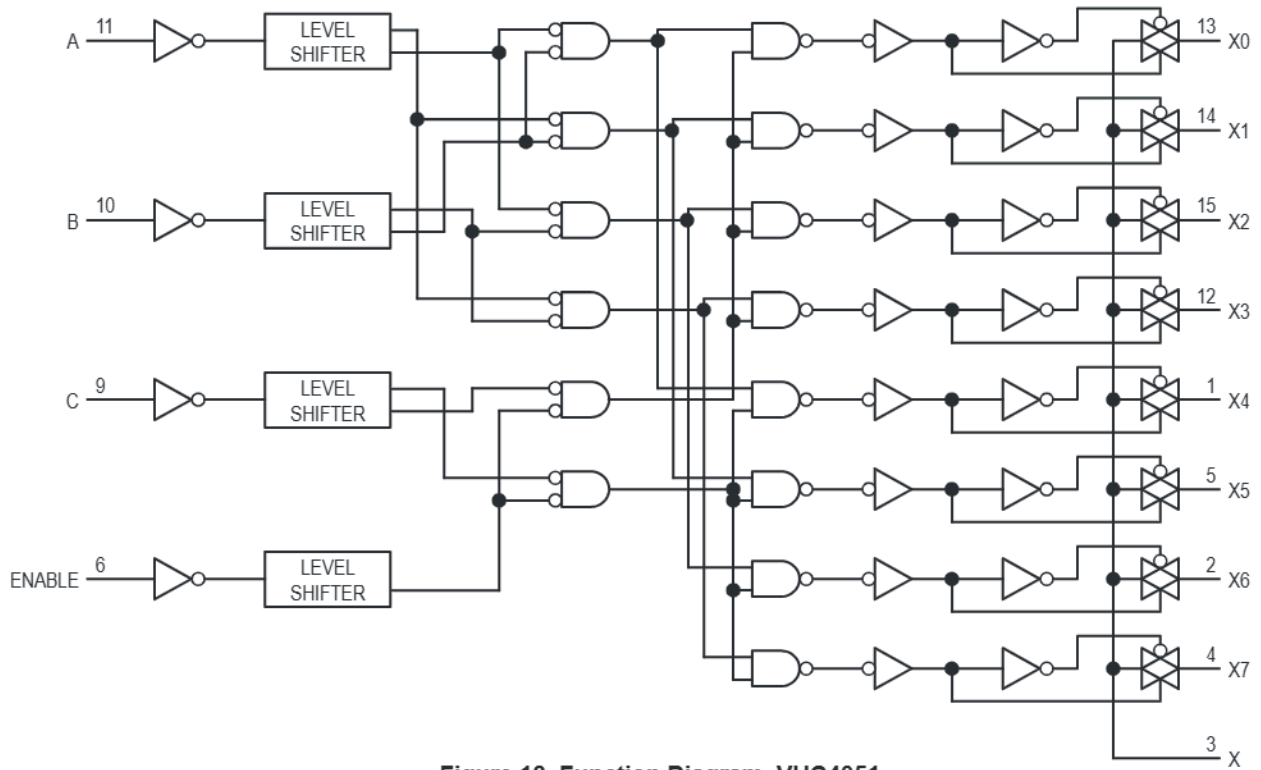 A 11 LEVEL SHIFTER 13 X0
14 X1
B 10 LEVEL SHIFTER 15 X2
12 X3
C 9 LEVEL SHIFTER 1 X4
5 X5
ENABLE 6 LEVEL SHIFTER 2 X6
4 X7
3 X